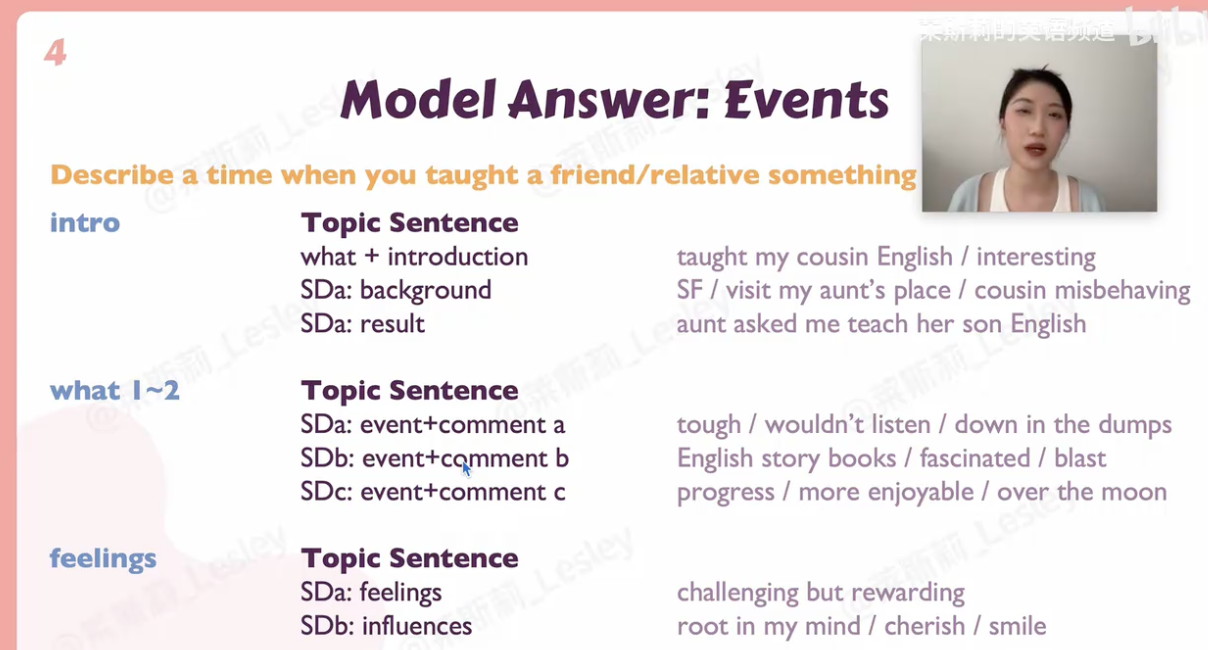 莱斯莉的英语频道 bilibili
4
Model Answer: Events
Describe a time when you taught a friend/relative something
intro Topic Sentence
what + introduction taught my cousin English / interesting
SDa: background SF / visit my aunt's place / cousin misbehaving
SDa: result aunt asked me teach her son English
what 1~2 Topic Sentence
SDa: event+comment a tough / wouldn't listen / down in the dumps
SDb: event+comment b English story books / fascinated / blast
SDc: event+comment c progress / more enjoyable / over the moon
feelings Topic Sentence
SDa: feelings challenging but rewarding
SDb: influences root in my mind / cherish / smile
@莱斯莉_Lesley